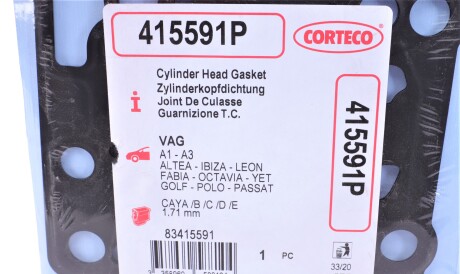 415591P
CORTECO
Cylinder Head Gasket
Zylinderkopfdichtung
Joint De Culasse
Guarnizione T.C.
VAG
A1 - A3
ALTEA - IBIZA - LEON
FABIA - OCTAVIA - YET
GOLF - POLO - PASSAT
CAYA /B /C /D /E
1.71 mm
83415591
1 PC
33/20
415591P